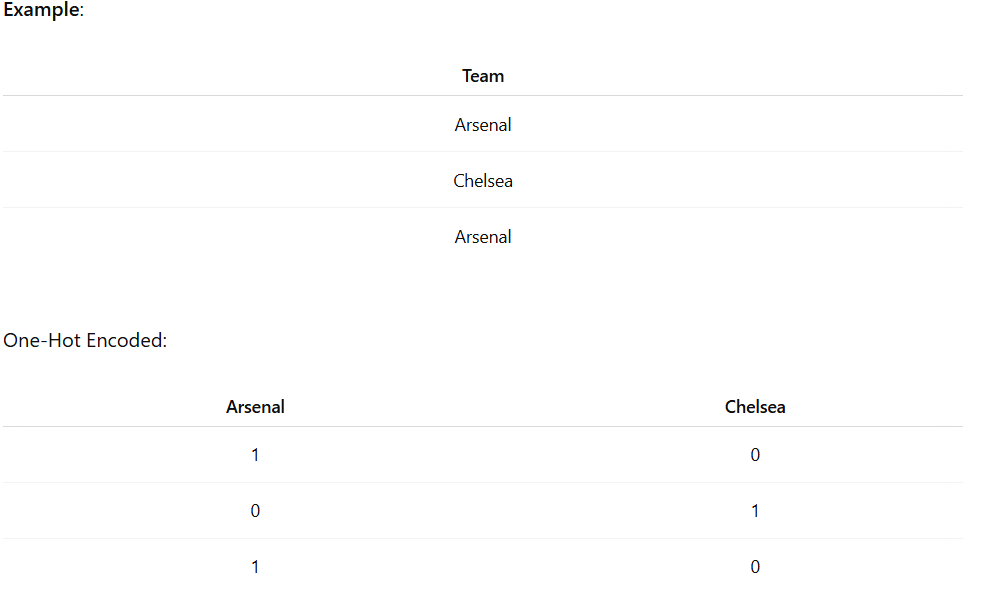 Example:
Team
Arsenal
Chelsea
Arsenal
One-Hot Encoded:
Arsenal Chelsea
1 0
0 1
1 0